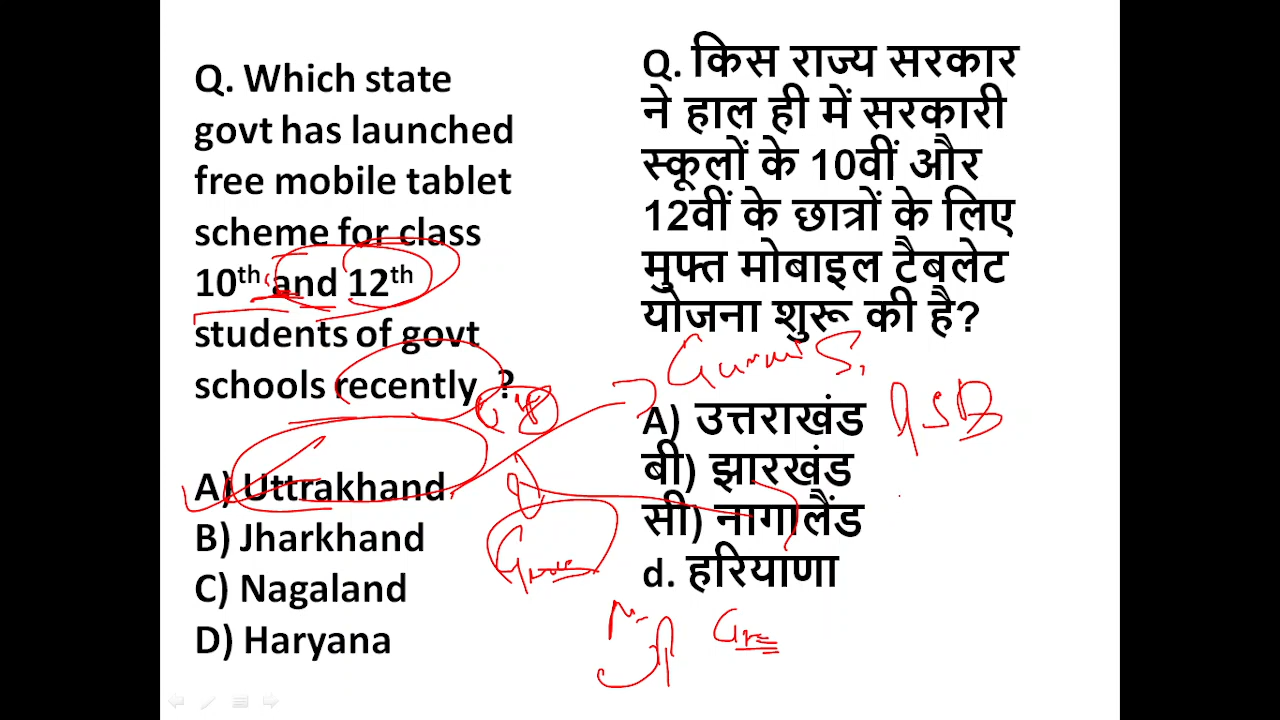 Q. Which state
govt has launched
free mobile tablet
scheme for class
10th and 12th
students of govt
schools recently ?
A) Uttrakhand
B) Jharkhand
C) Nagaland
D) Haryana
Q. किस राज्य सरकार
ने हाल ही में सरकारी
स्कूलों के 10वीं और
12वीं के छात्रों के लिए
मुफ्त मोबाइल टैबलेट
योजना शुरू की है?
A) उत्तराखंड
बी) झारखंड
सी) नागालैंड
d. हरियाणा